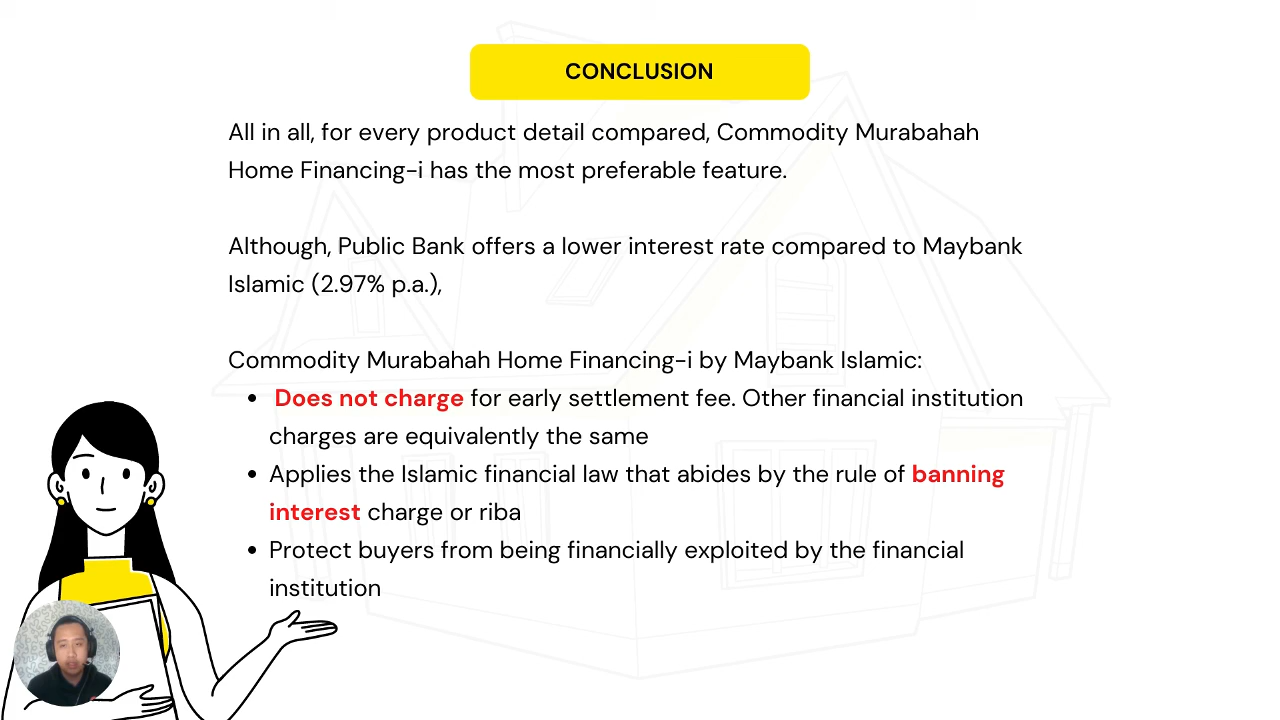 CONCLUSION
All in all, for every product detail compared, Commodity Murabahah
Home Financing-i has the most preferable feature.
Although, Public Bank offers a lower interest rate compared to Maybank
Islamic (2.97% p.a.),
Commodity Murabahah Home Financing-i by Maybank Islamic:
• Does not charge for early settlement fee. Other financial institution
charges are equivalently the same
• Applies the Islamic financial law that abides by the rule of banning
interest charge or riba
• Protect buyers from being financially exploited by the financial
institution